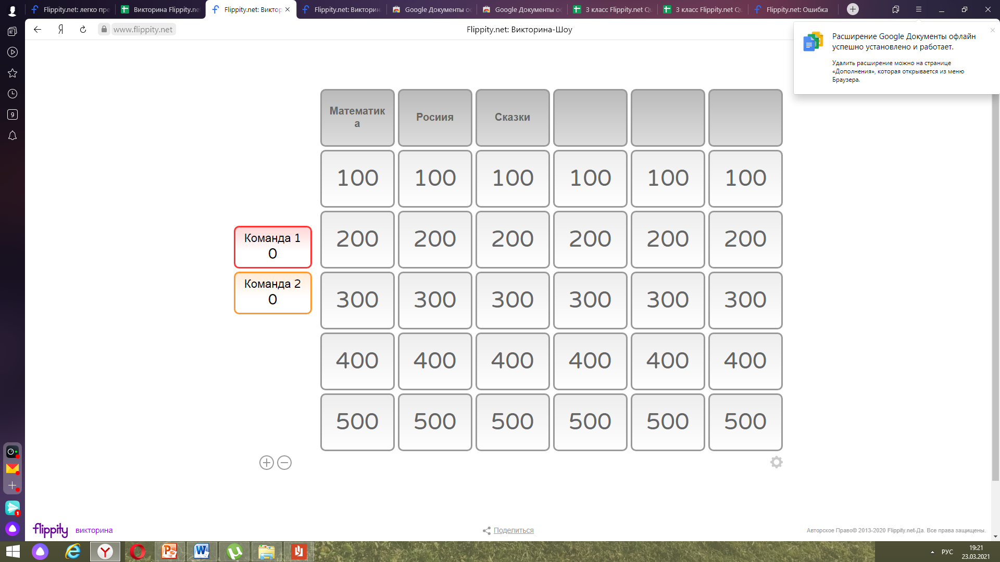 Flippity.net: легко пре
Викторина Flippity.ne
Flippity.net: Виктор
Flippity.net: Викторин
Google Документы о
Google Документы о
3 класс Flippity.net Qu
3 класс Flippity.net Qu
Flippity.net: Ошибка
www.flippity.net
Flippity.net: Викторина-Шоу
Расширение Google Документы офлайн
успешно установлено и работает.
Удалить расширение можно на странице
«Дополнения», которая открывается из меню
Браузера.
9
Математик
а
Росиия
Сказки
100 100 100 100 100 100
200 200 200 200 200 200
Команда 1
0
Команда 2
0
300 300 300 300 300 300
400 400 400 400 400 400
500 500 500 500 500 500
1
flippity викторина
Поделиться
Авторское Право© 2013-2020 Flippity.net-Да. Все права защищены.
РУС
19:21
23.03.2021